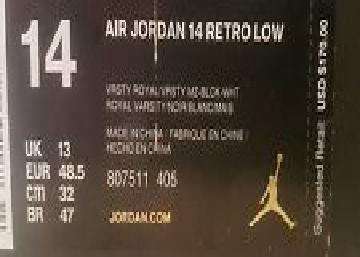 14
AIR JORDAN 14 RETRO LOW
VRSTY ROYAL/VRSTY MZ-BLCK-WHT
ROYAL VARSITY/NOIR/BLANC/MAIS
MADE IN CHINA / FABRIQUE EN CHINE /
HECHO EN CHINA
807511 405
UK 13
EUR 48.5
cm 32
BR 47
JORDAN.COM
Suggested Retail: USD $170.00